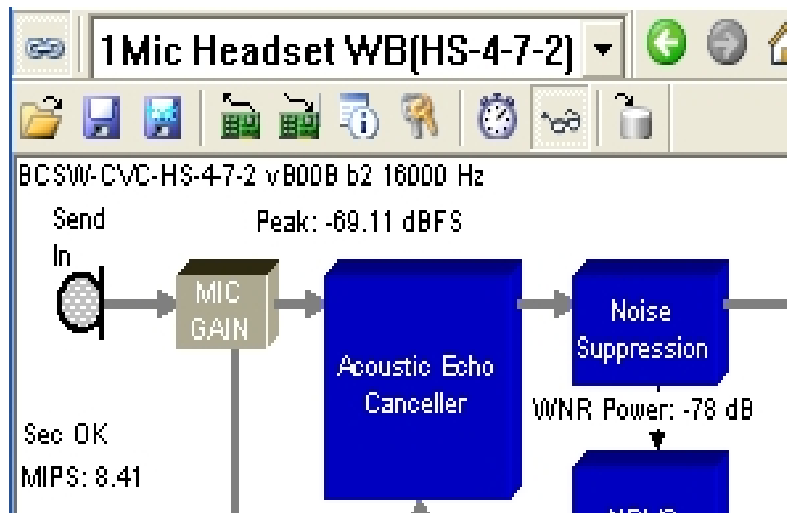 1Mic Headset WB(HS-4-7-2)
BCSW-CVC-HS-4-7-2 vB00B b2 16000 Hz
Send
In
Peak: -69.11 dBFS
MIC
GAIN
Acoustic Echo
Canceller
Noise
Suppression
WNR Power: -78 dB
Sec OK
MIPS: 8.41